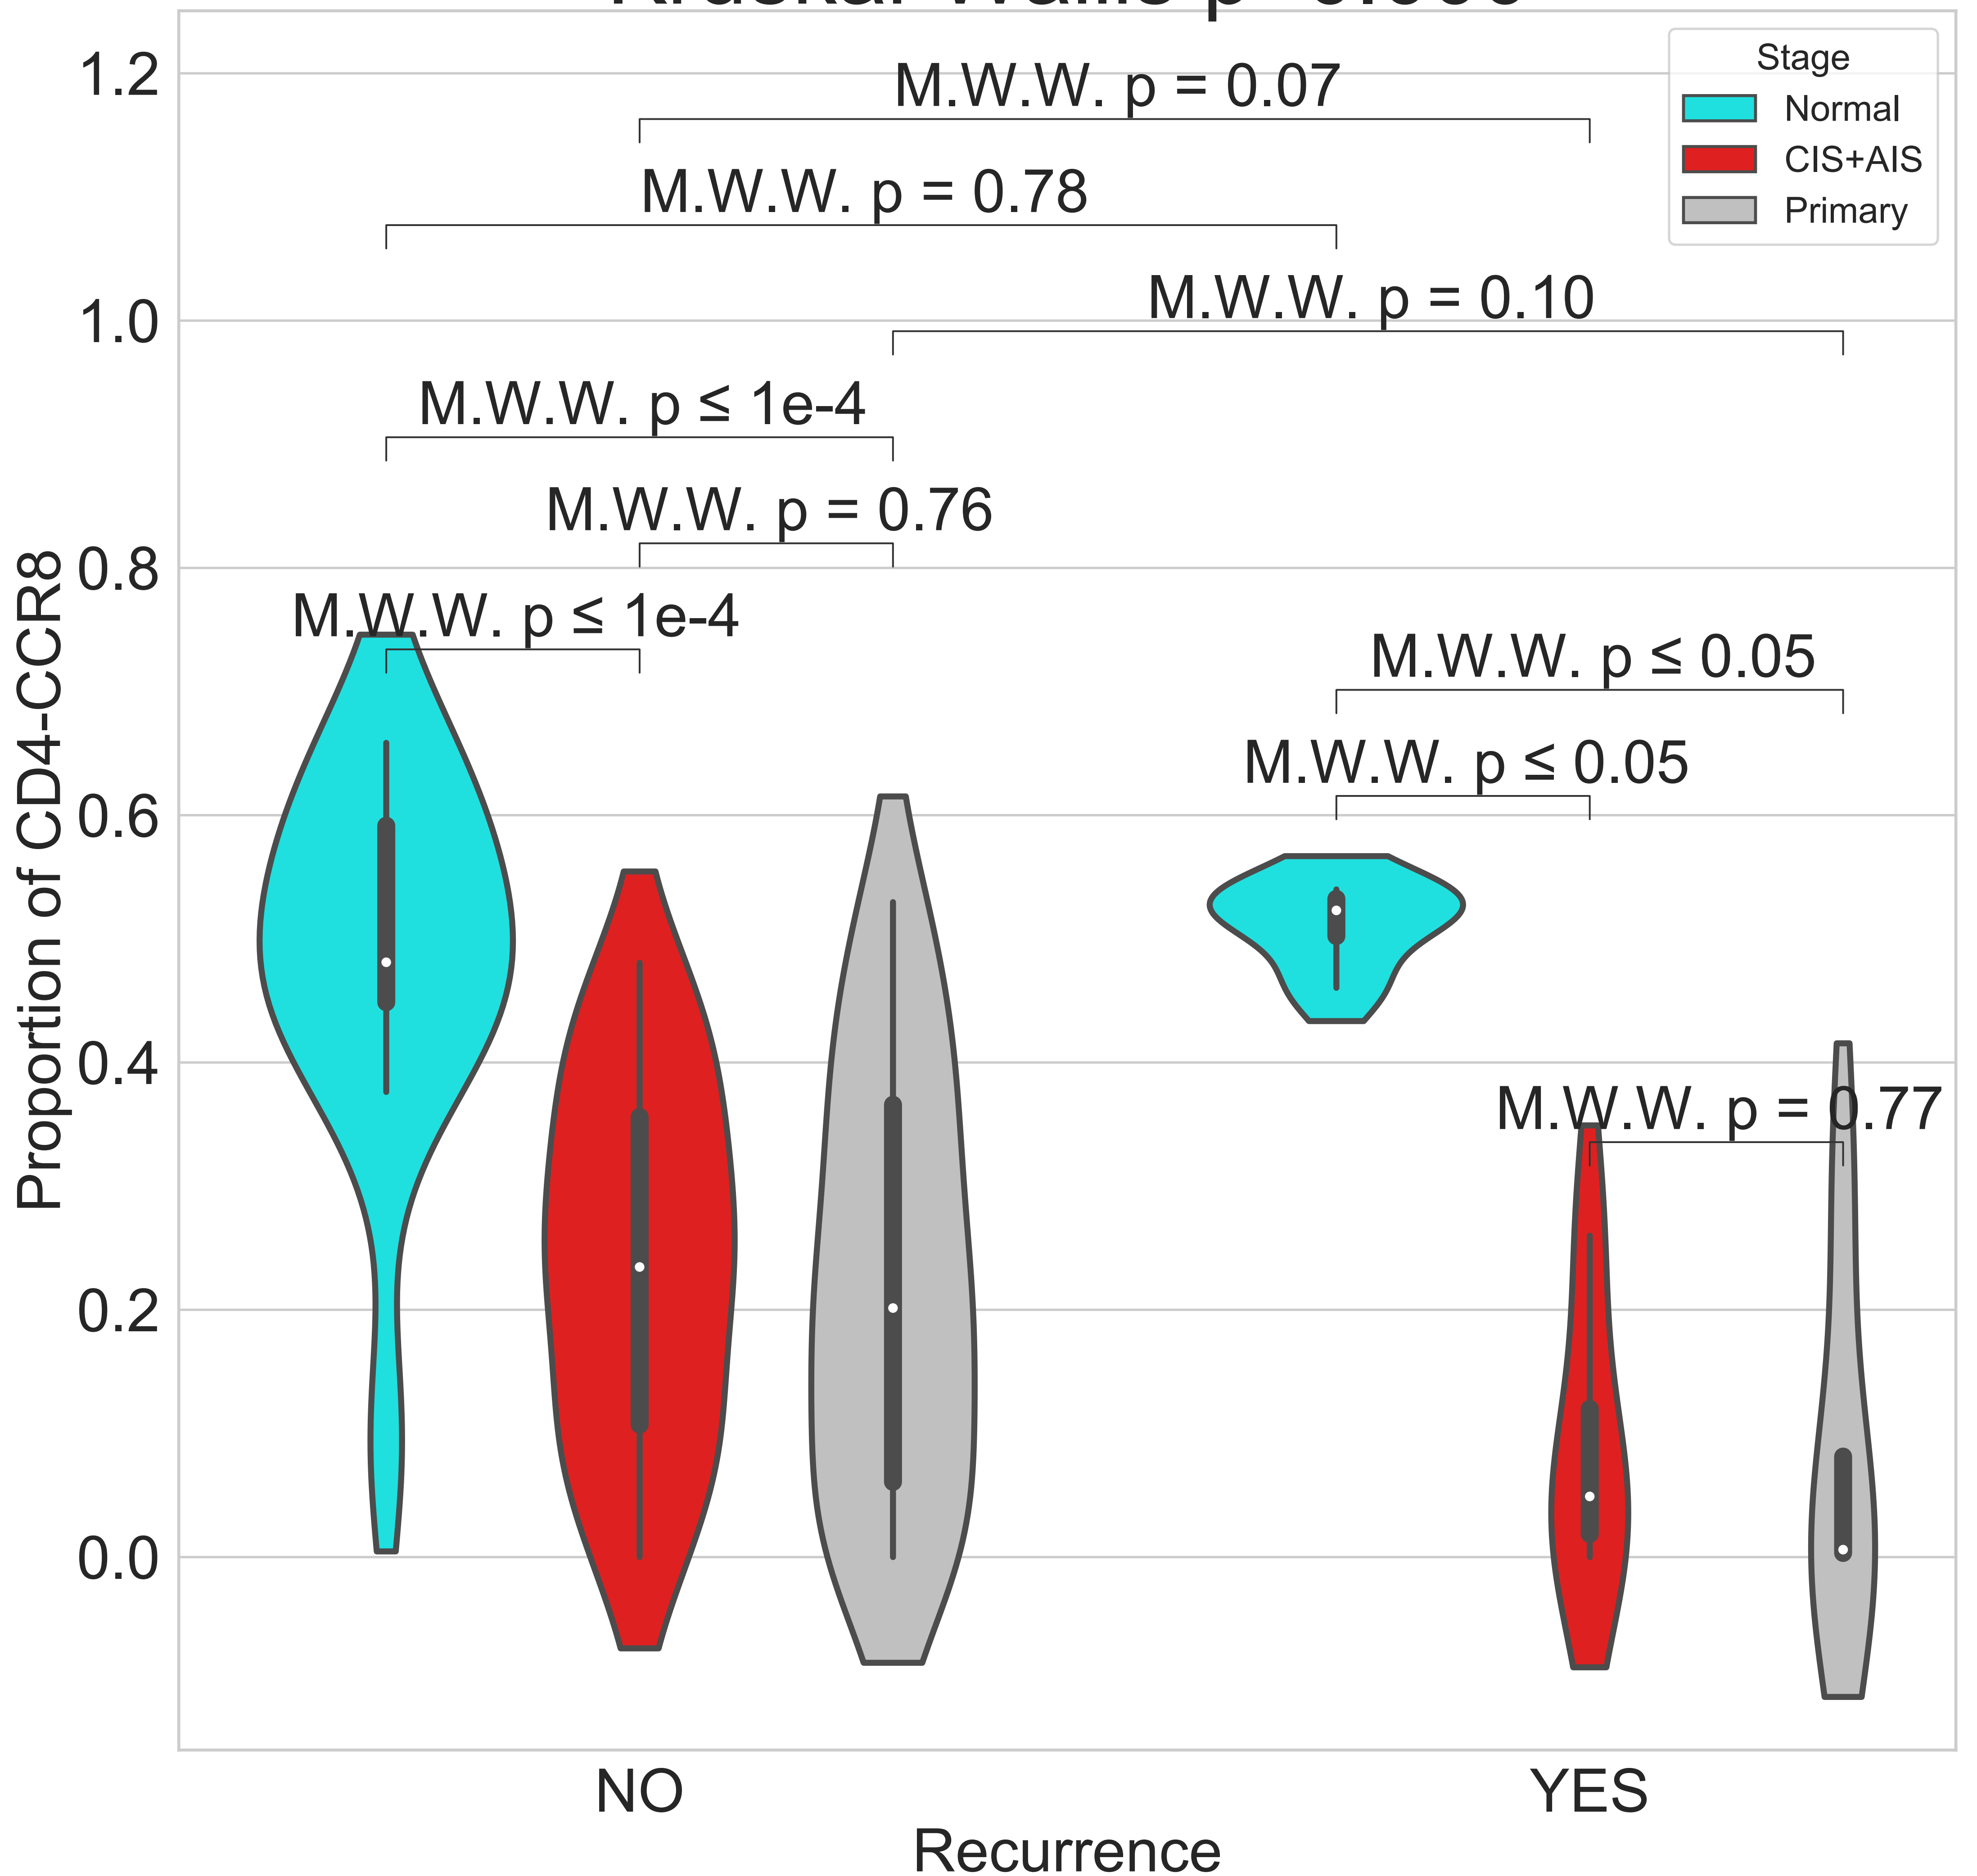 1.2
1.0
0.8
0.6
0.4
0.2
0.0
Proportion of CD4-CCR8
Stage
Normal
CIS+AIS
Primary
M.W.W. p = 0.07
M.W.W. p = 0.78
M.W.W. p = 0.10
M.W.W. p ≤ 1e-4
M.W.W. p = 0.76
M.W.W. p ≤ 1e-4
M.W.W. p ≤ 0.05
M.W.W. p ≤ 0.05
M.W.W. p = 0.77
NO
YES
Recurrence